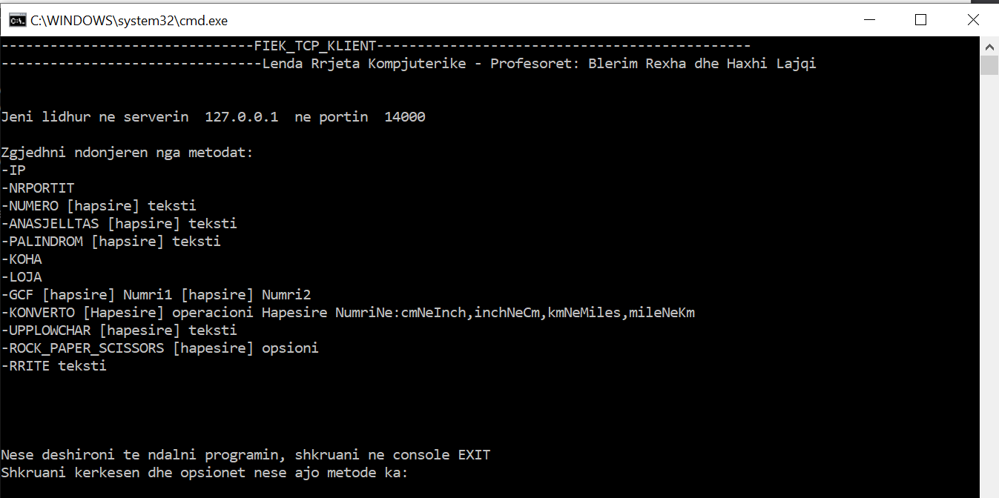 C:\WINDOWS\system32\cmd.exe
-------------------------------FIEK_TCP_KLIENT----------------------------------------------
--------------------------------Lenda Rrjeta Kompjuterike - Profesoret: Blerim Rexha dhe Haxhi Lajqi
Jeni lidhur ne serverin  127.0.0.1  ne portin  14000
Zgjedhni ndonjeren nga metodat:
-IP
-NRPORTIT
-NUMERO [hapsire] teksti
-ANASJELLTAS [hapsire] teksti
-PALINDROM [hapsire] teksti
-KOHA
-LOJA
-GCF [hapsire] Numri1 [hapsire] Numri2
-KONVERTO [Hapesire] operacioni Hapesire NumriNe:cmNeInch,inchNeCm,kmNeMiles,mileNeKm
-UPPLOWCHAR [hapesire] teksti
-ROCK_PAPER_SCISSORS [hapesire] opsioni
-RRITE teksti
Nese deshironi te ndalni programin, shkruani ne console EXIT
Shkruani kerkesen dhe opsionet nese ajo metode ka: